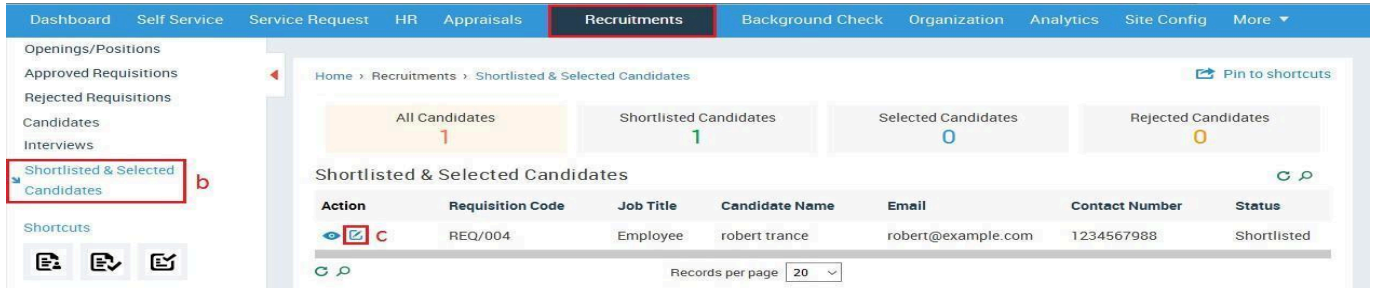 Dashboard Self Service Service Request HR Appraisals Recruitments Background Check Organization Analytics Site Config More
Openings/Positions
Approved Requisitions
Rejected Requisitions
Candidates
Interviews
Shortlisted & Selected
Candidates
b
Shortcuts
Home › Recruitments › Shortlisted & Selected Candidates
Pin to shortcuts
All Candidates Shortlisted Candidates Selected Candidates Rejected Candidates
1 1 0 0
Shortlisted & Selected Candidates
Action Requisition Code Job Title Candidate Name Email Contact Number Status
C REQ/004 Employee robert trance robert@example.com 1234567988 Shortlisted
Records per page 20